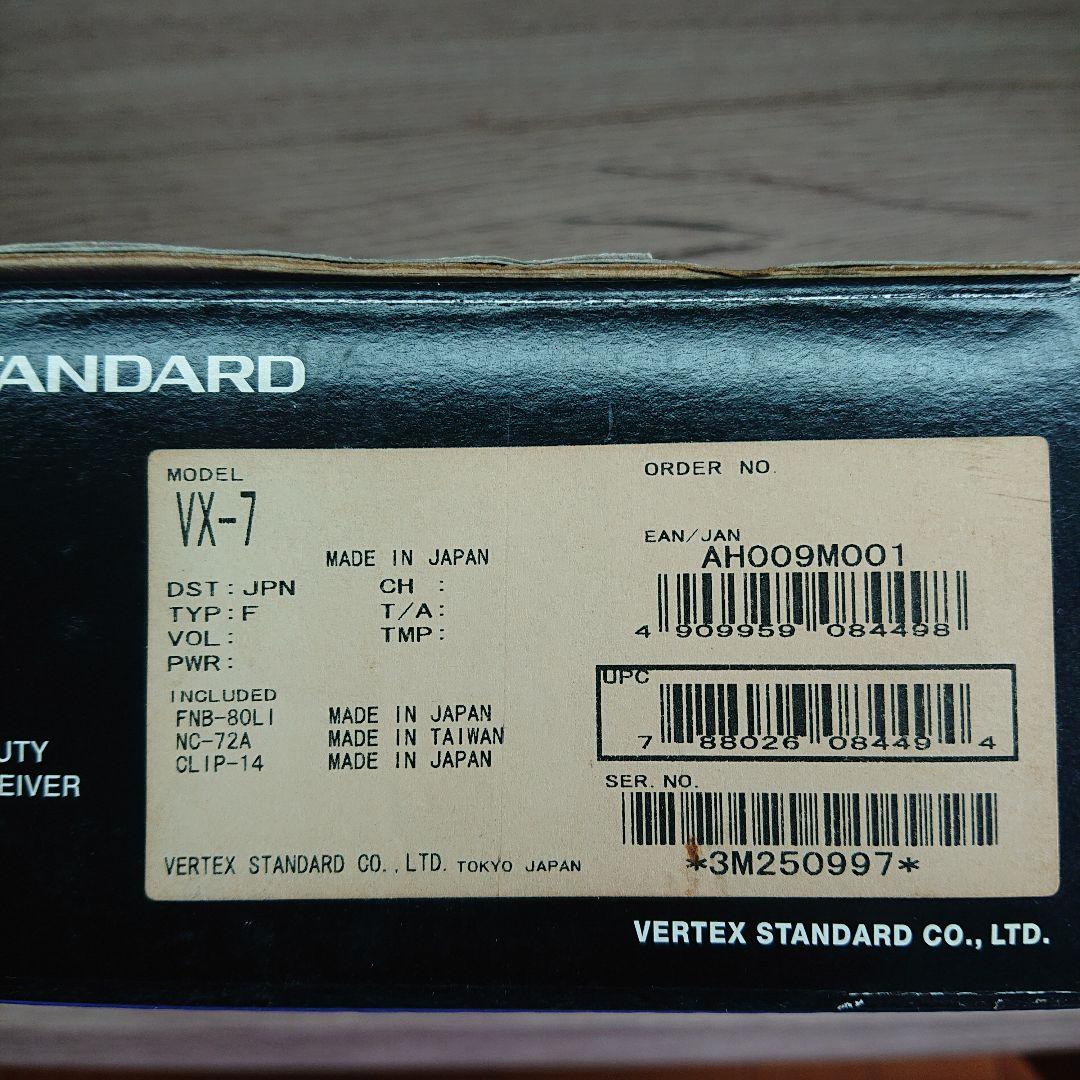 TANDARD
MODEL
VX-7
MADE IN JAPAN
DST : JPN CH :
TYP : F T/A :
VOL : TMP :
PWR :
INCLUDED
FNB-80LI MADE IN JAPAN
NC-72A MADE IN TAIWAN
CLIP-14 MADE IN JAPAN
VERTEX STANDARD CO., LTD. TOKYO JAPAN
ORDER NO.
EAN/JAN
AH009M001
4 909959 084498
UPC
7 88026 08449 4
SER. NO.
*3M250997*
UTY
EIVER
VERTEX STANDARD CO., LTD.